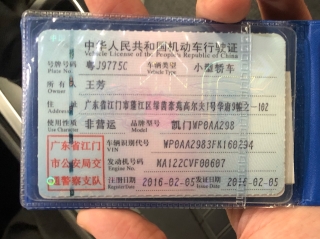 中华人民共和国机动车行驶证
Vehicle License of the People's Republic of China
号牌号码 粤J9775C 车辆类型 小型轿车
Plate No. Vehicle Type
所有人 王芳
Owner
住址 广东省江门市蓬江区
Address 1-102
使用性质 非营运 品牌型号 凯门WP0AA298
Use Character Model
广东省江门市公安局交通警察支队
车辆识别代号 WP0AA2983FK160294
VIN
发动机号码 MA122CVF00607
Engine No.
注册日期 2016-02-05 发证日期 2016-02-05
Register Date Issue Date